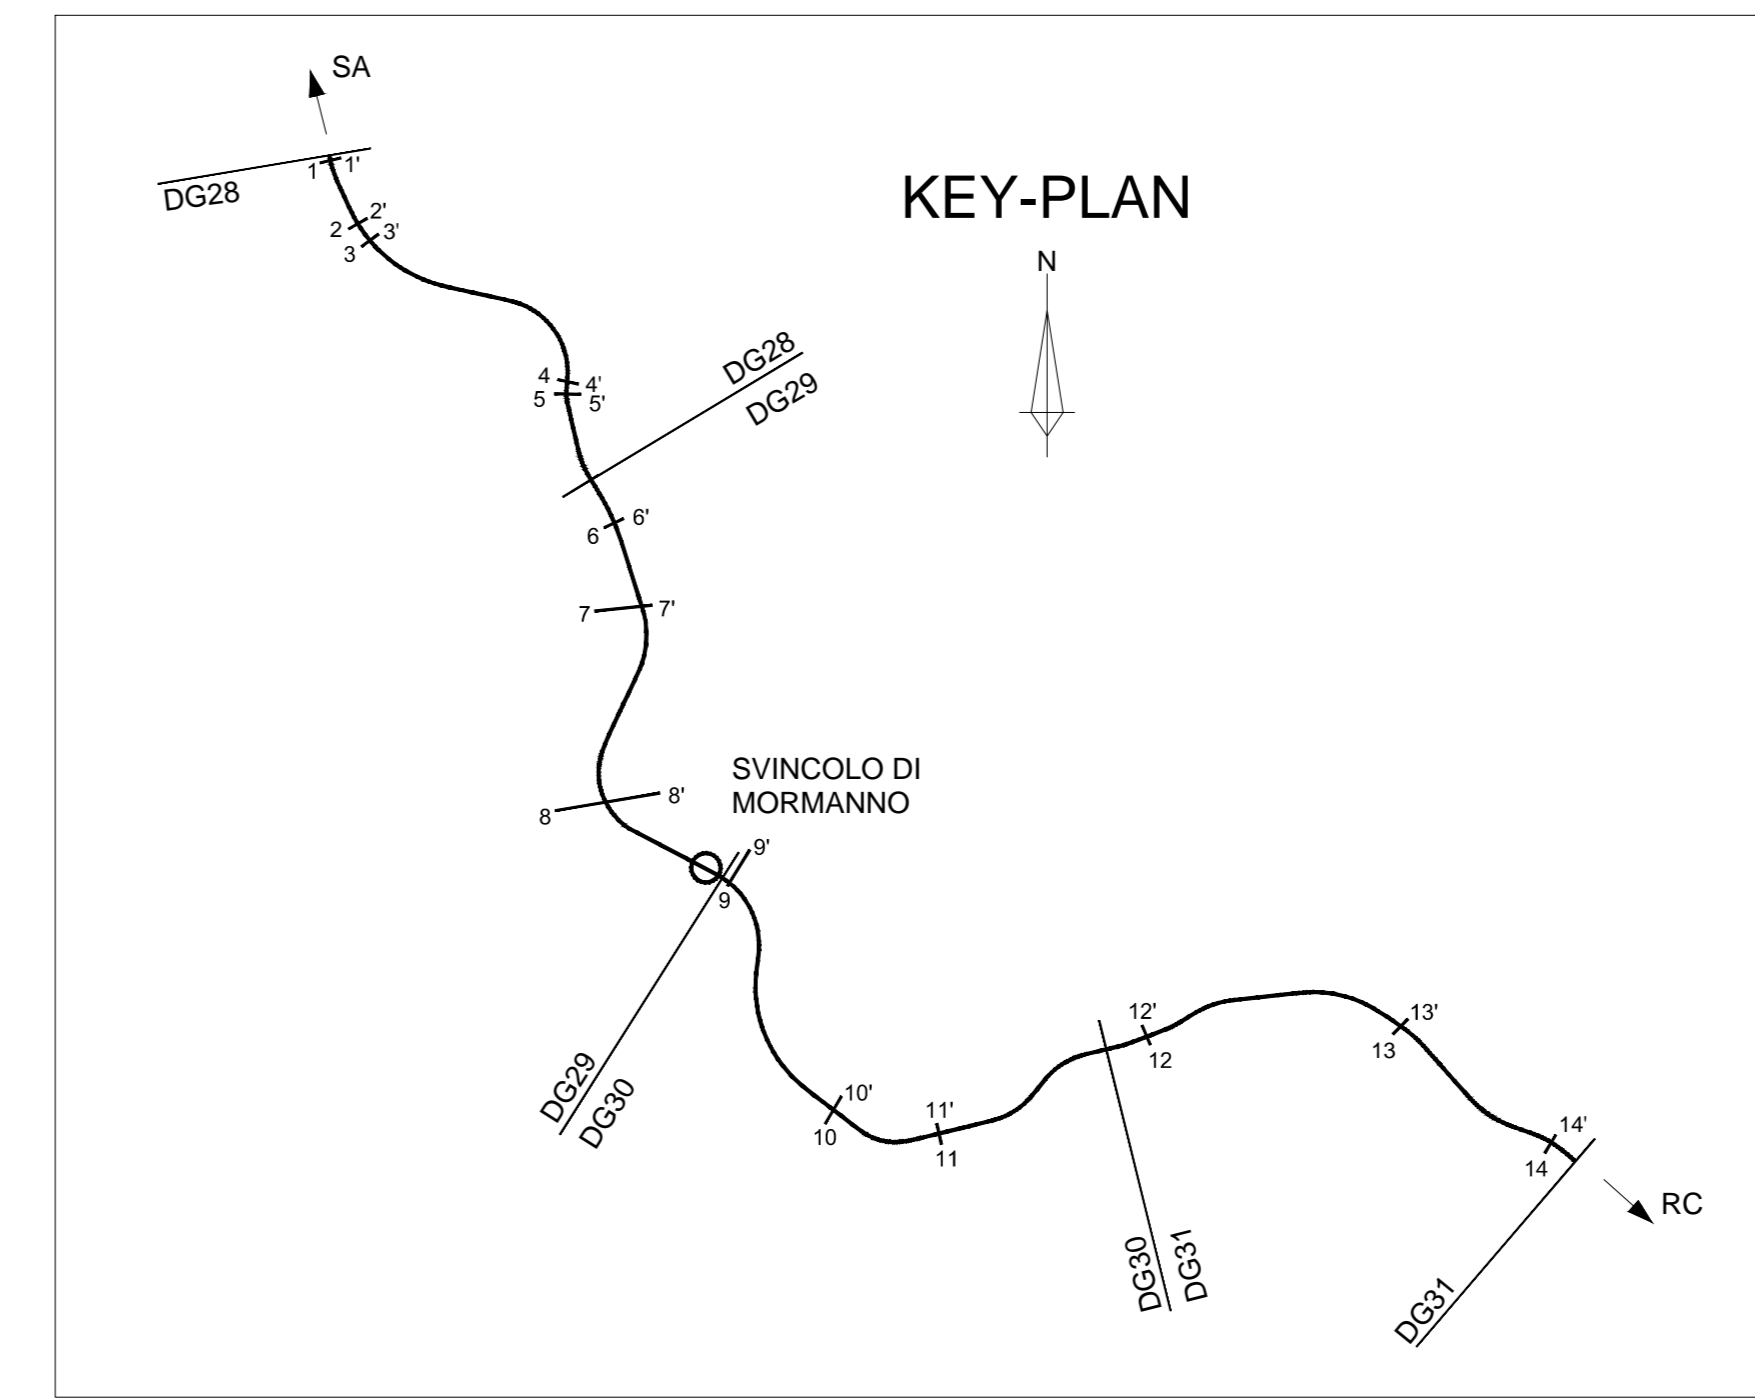 SA
1 1'
DG28
KEY-PLAN
2 2'
3 3'
N
DG28
DG29
4 4'
5 5'
6 6'
7 7'
SVINCOLO DI
MORMANNO
8 8'
9 9'
DG29
DG30
10'
10
11'
11
12'
12
13'
13
14'
14
RC
DG30
DG31
DG31